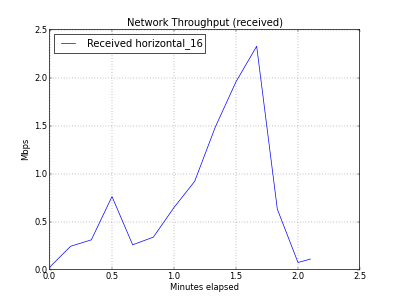 Network Throughput (received)
Received horizontal_16
Mbps
2.5
2.0
1.5
1.0
0.5
0.0
0.0 0.5 1.0 1.5 2.0 2.5
Minutes elapsed